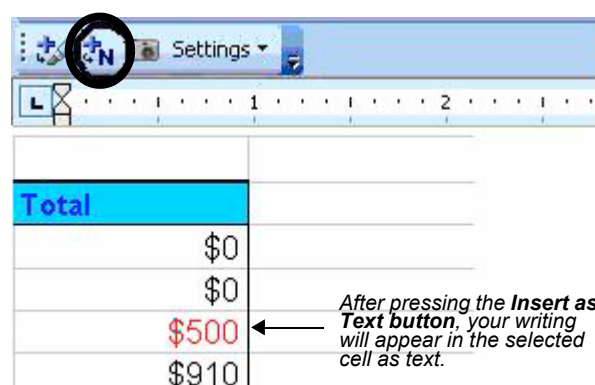 N Settings
L 1 2
Total
$0
$0
$500
$910
After pressing the Insert as
Text button, your writing
will appear in the selected
cell as text.